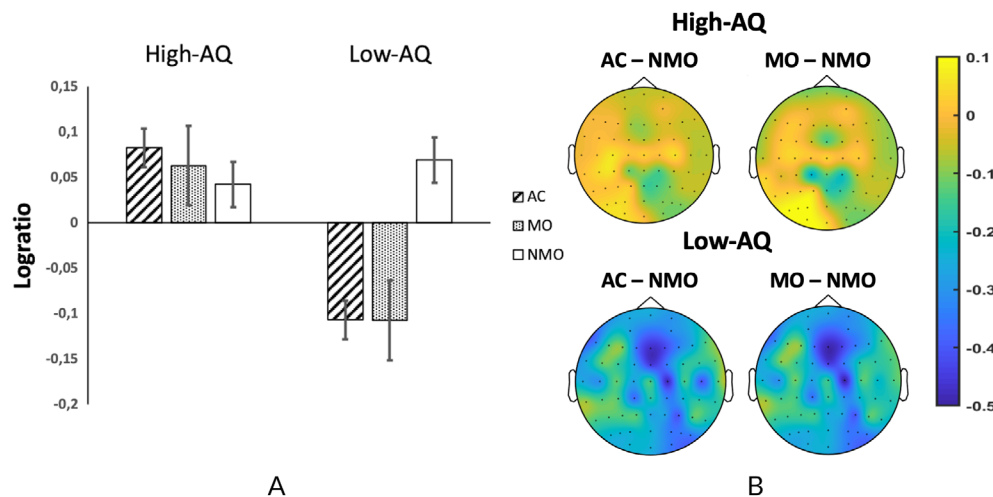 High-AQ
Low-AQ
0,15
0,1
0,05
0
-0,05
-0,1
-0,15
-0,2
Logratio
AC
MO
NMO
A
High-AQ
AC – NMO
MO – NMO
Low-AQ
AC – NMO
MO – NMO
0.1
0
-0.1
-0.2
-0.3
-0.4
-0.5
B